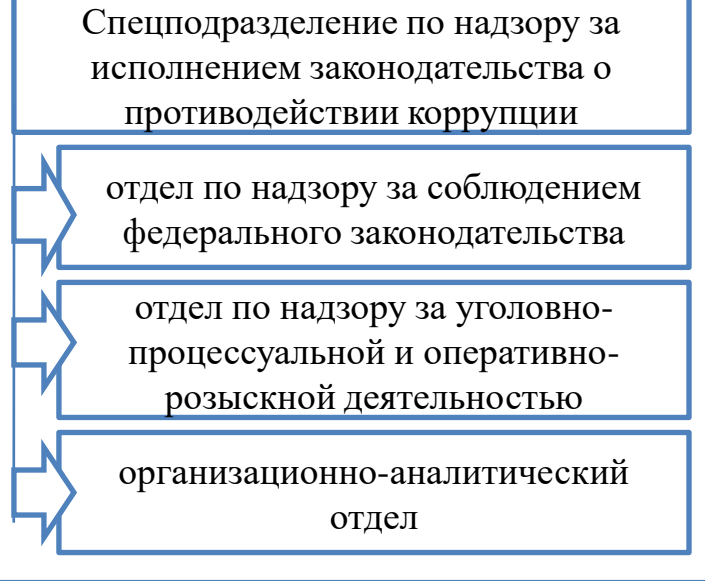 Спецподразделение по надзору за
исполнением законодательства о
противодействии коррупции
отдел по надзору за соблюдением
федерального законодательства
отдел по надзору за уголовно-
процессуальной и оперативно-
розыскной деятельностью
организационно-аналитический
отдел